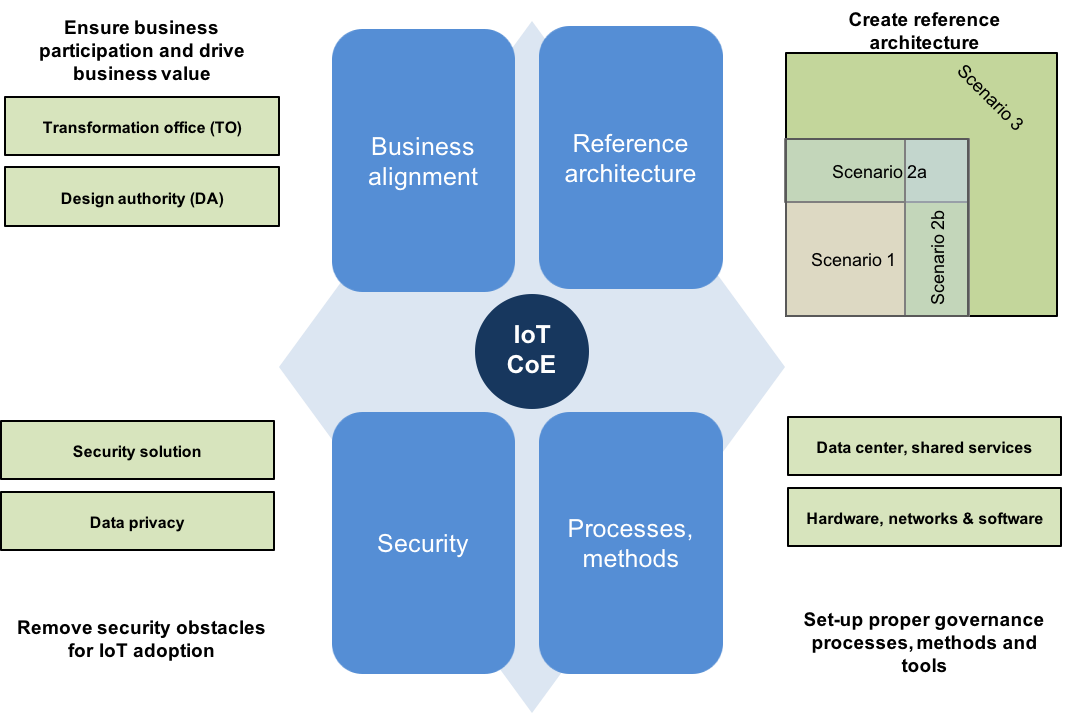 Ensure business
participation and drive
business value
Transformation office (TO)
Design authority (DA)
Business
alignment
Reference
architecture
Create reference
architecture
Scenario 3
Scenario 2a
Scenario 1
Scenario 2b
IoT
CoE
Security solution
Data privacy
Remove security obstacles
for IoT adoption
Security
Processes,
methods
Data center, shared services
Hardware, networks & software
Set-up proper governance
processes, methods and
tools